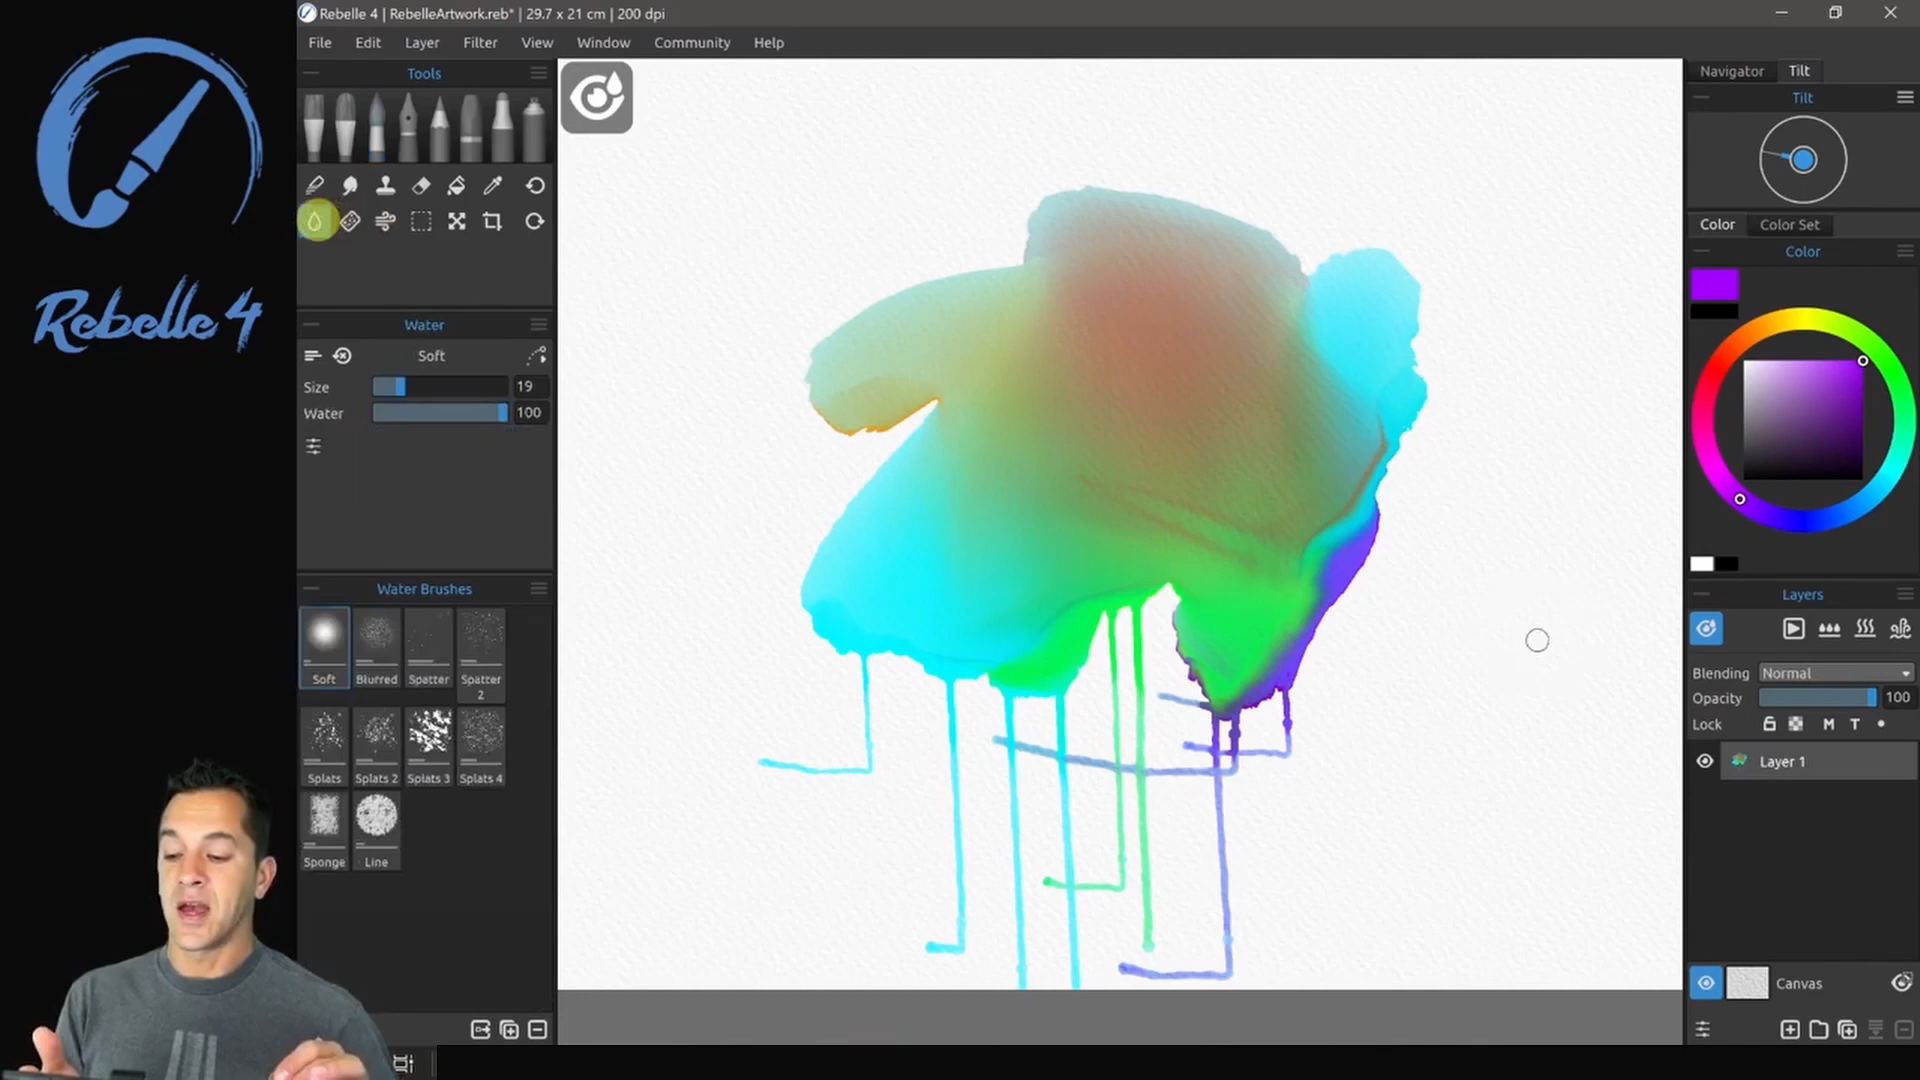 Rebelle 4
Rebelle 4 | RebelleArtwork.reb* | 29.7 x 21 cm | 200 dpi
File Edit Layer Filter View Window Community Help
Tools
Water
Soft
Size 19
Water 100
Water Brushes
Soft Blurred Spatter Spatter 2
Splats Splats 2 Splats 3 Splats 4
Sponge Line
Navigator Tilt
Tilt
Color Color Set
Color
Layers
Blending Normal
Opacity 100
Lock M T
Layer 1
Canvas